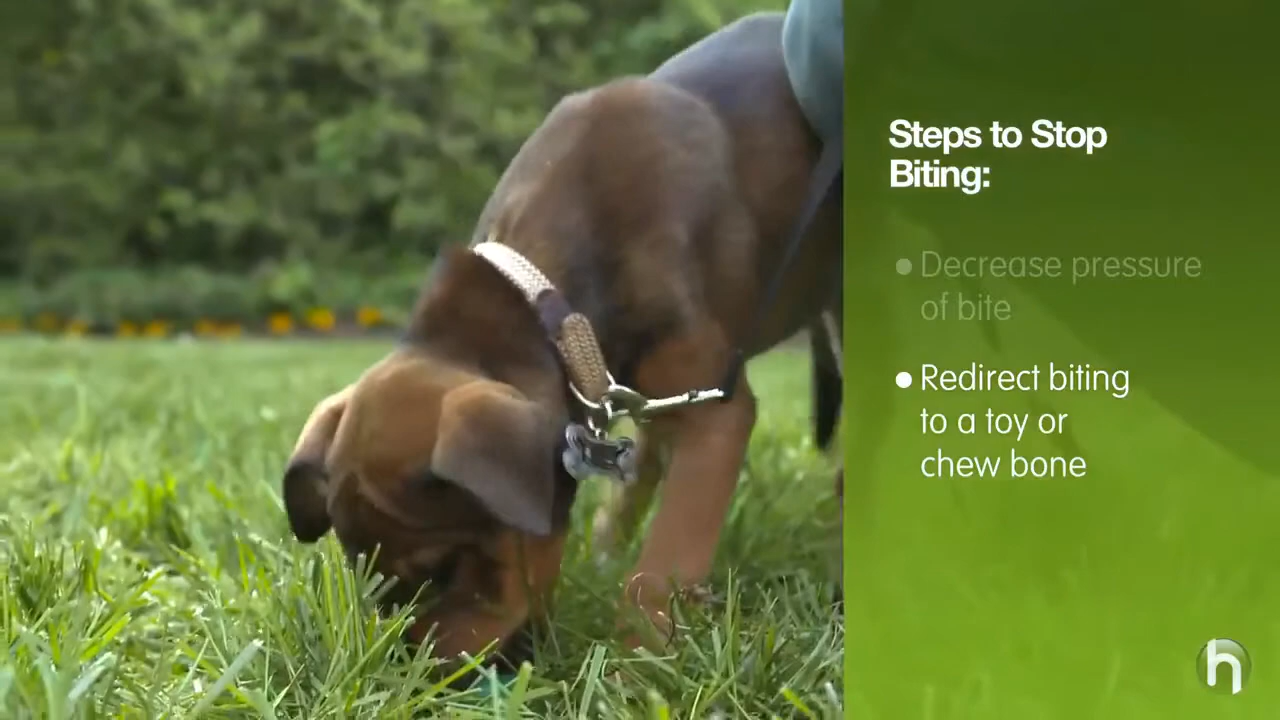 Steps to Stop
Biting:
• Decrease pressure
of bite
• Redirect biting
to a toy or
chew bone
h